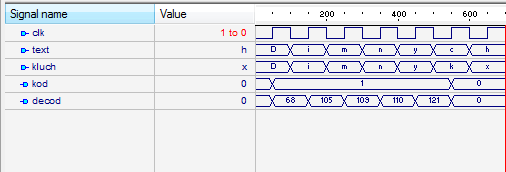 Signal name Value 200 400 600
clk 1 to 0
text h D i m n y c h
kluch x D i m n y k x
kod 0 1 0
decod 0 68 105 109 110 121 0